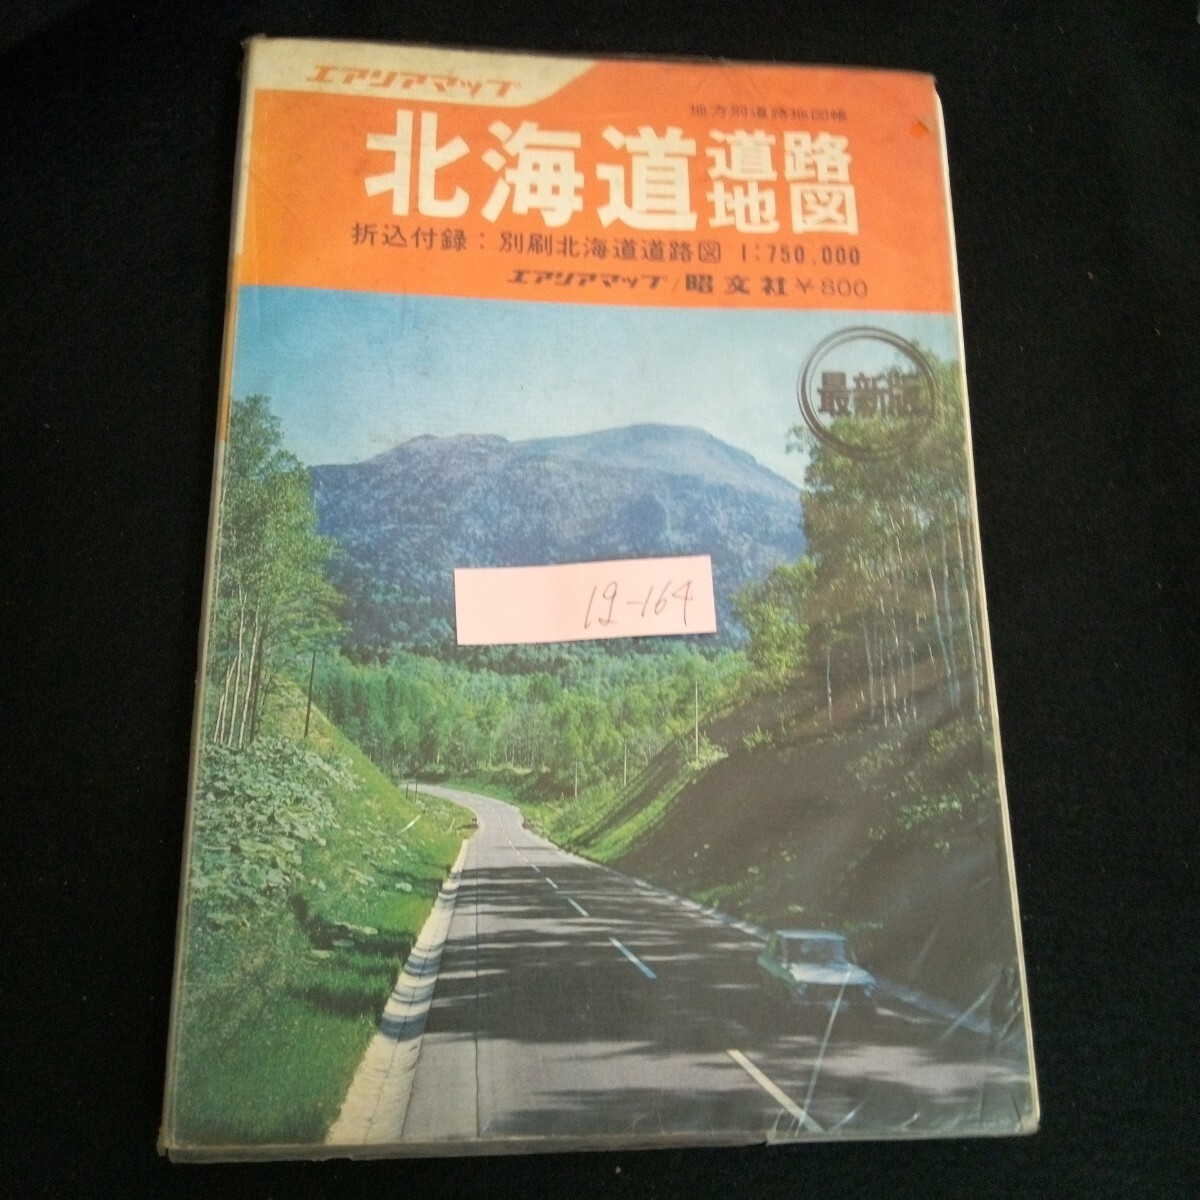 エアリアマップ
地方別道路地図帳
北海道道路地図
折込付録：別刷北海道道路図 1:750,000
エアリアマップ/昭文社￥800
最新版
19-164